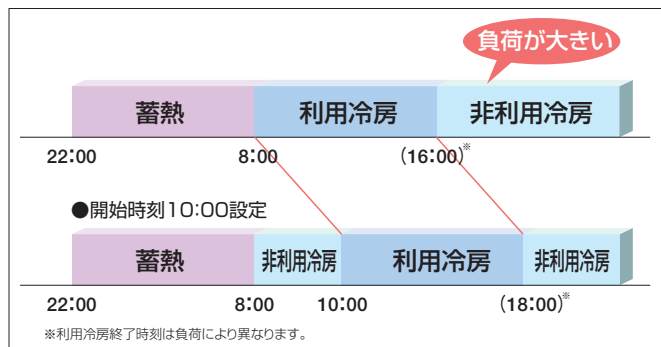 負荷が大きい
蓄熱 利用冷房 非利用冷房
22:00 8:00 (16:00)※
●開始時刻10:00設定
蓄熱 非利用冷房 利用冷房 非利用冷房
22:00 8:00 10:00 (18:00)※
※利用冷房終了時刻は負荷により異なります。